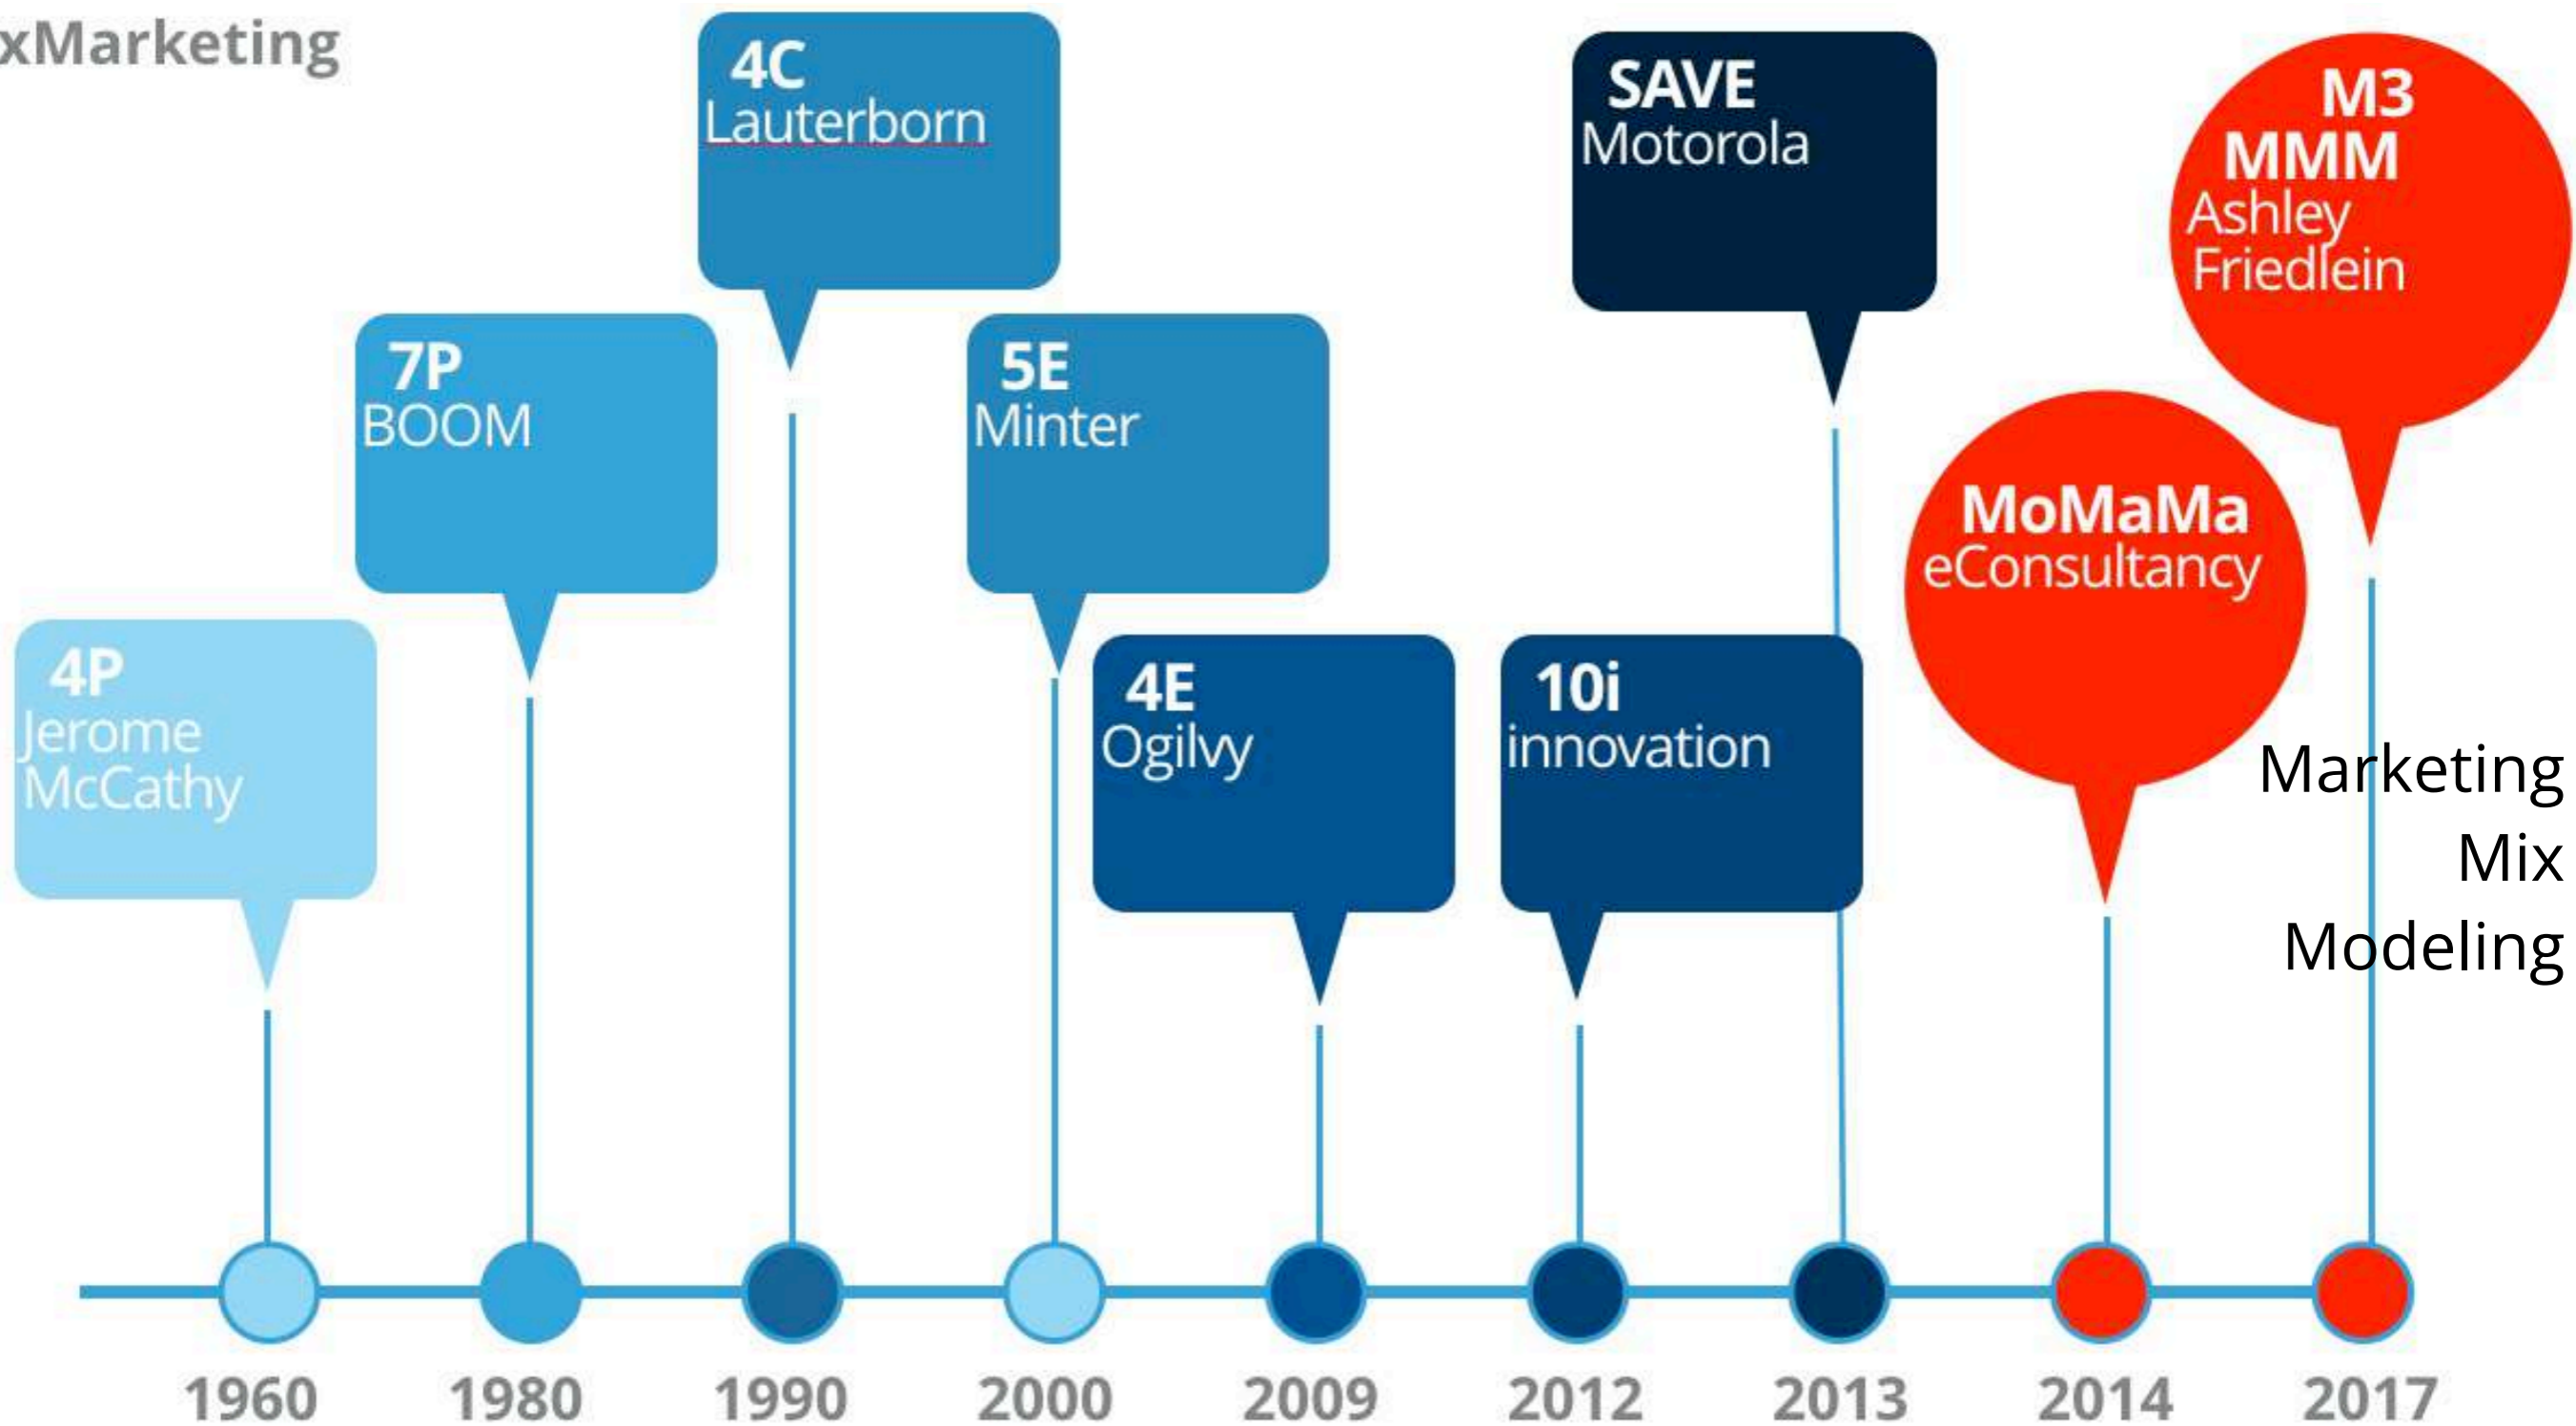 xMarketing
4C
Lauterborn
SAVE
Motorola
M3
MMM
Ashley
Friedlein
7P
BOOM
5E
Minter
MoMaMa
eConsultancy
4P
Jerome
McCathy
4E
Ogilvy
10i
innovation
Marketing
Mix
Modeling
1960 1980 1990 2000 2009 2012 2013 2014 2017